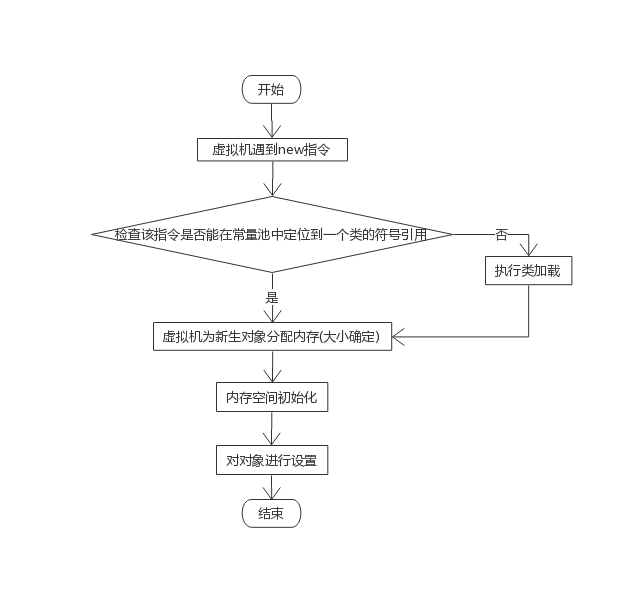 开始
虚拟机遇到new指令
检查该指令是否能在常量池中定位到一个类的符号引用
否
执行类加载
是
虚拟机为新生对象分配内存(大小确定)
内存空间初始化
对对象进行设置
结束